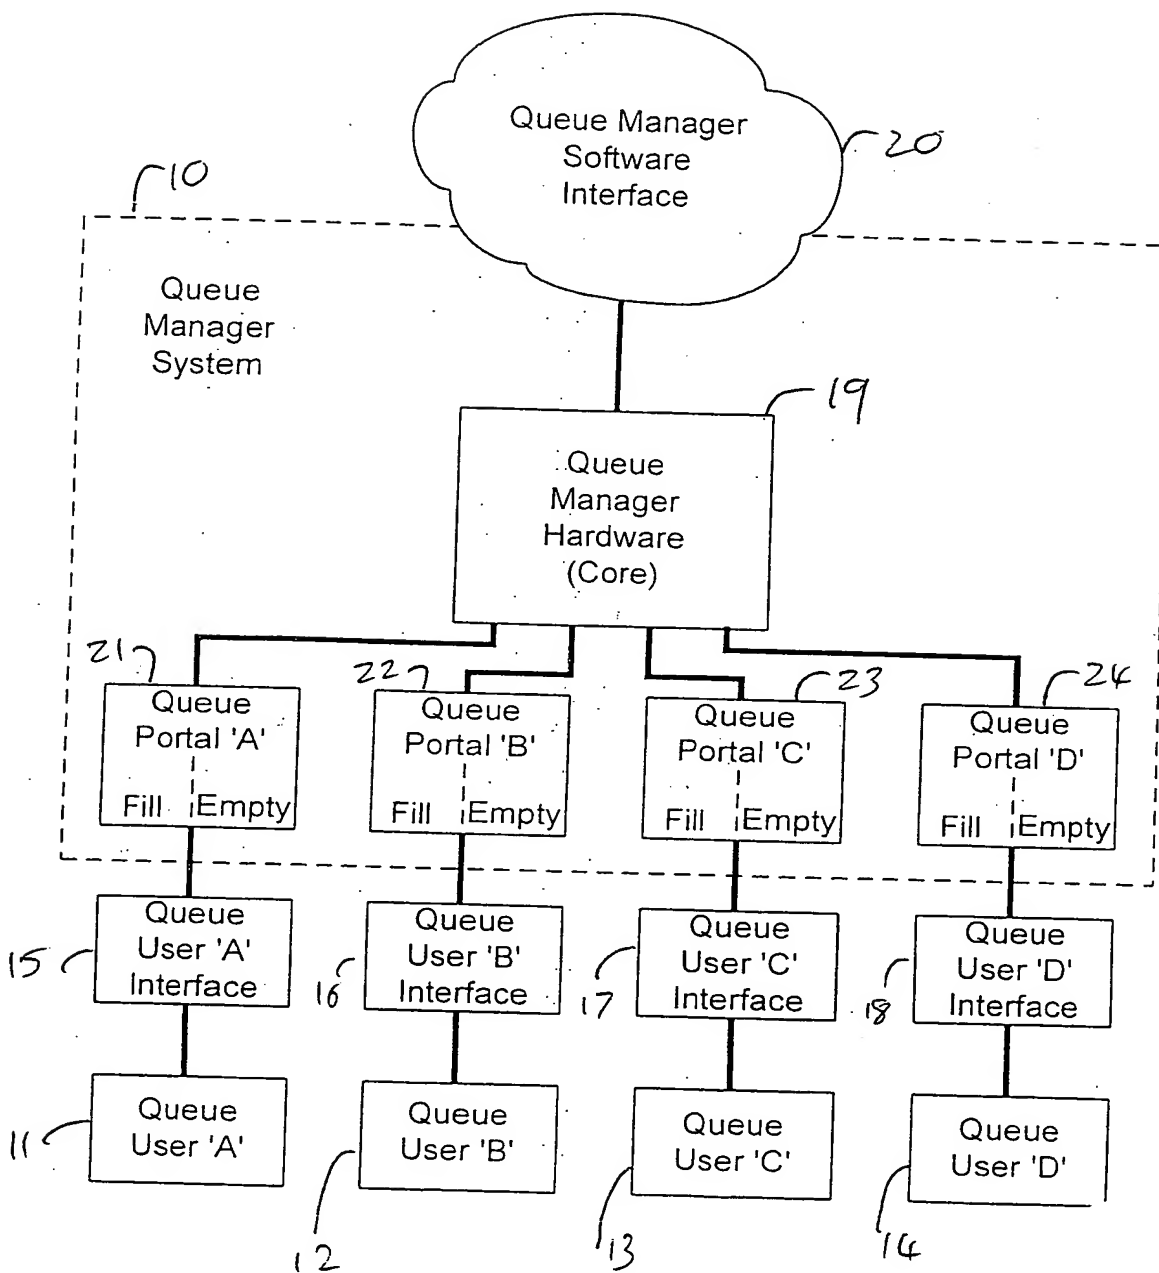 Queue Manager
Software
Interface
20
10
Queue
Manager
System
19
Queue
Manager
Hardware
(Core)
21
22
23
24
Queue
Portal 'A'
Fill Empty
Queue
Portal 'B'
Fill Empty
Queue
Portal 'C'
Fill Empty
Queue
Portal 'D'
Fill Empty
15
Queue
User 'A'
Interface
16
Queue
User 'B'
Interface
17
Queue
User 'C'
Interface
18
Queue
User 'D'
Interface
11
Queue
User 'A'
12
Queue
User 'B'
13
Queue
User 'C'
14
Queue
User 'D'